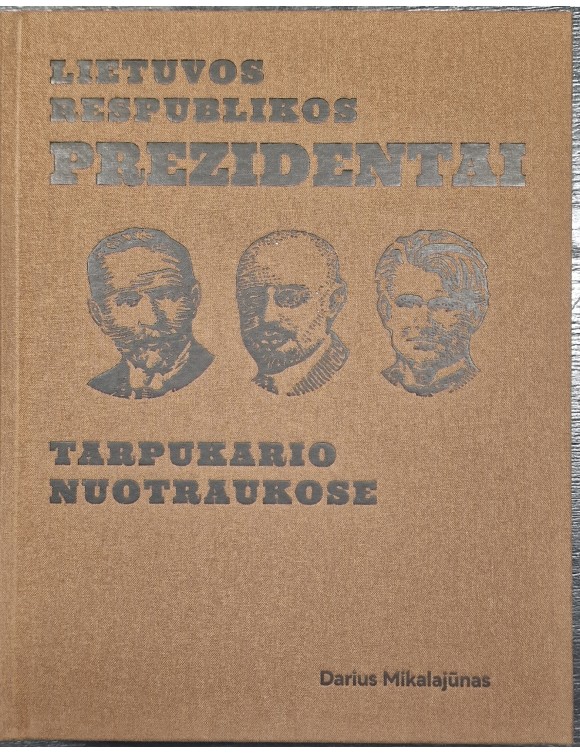 LIETUVOS
RESPUBLIKOS
PREZIDENTAI
TARPUKARIO
NUOTRAUKOSE
Darius Mikalajūnas